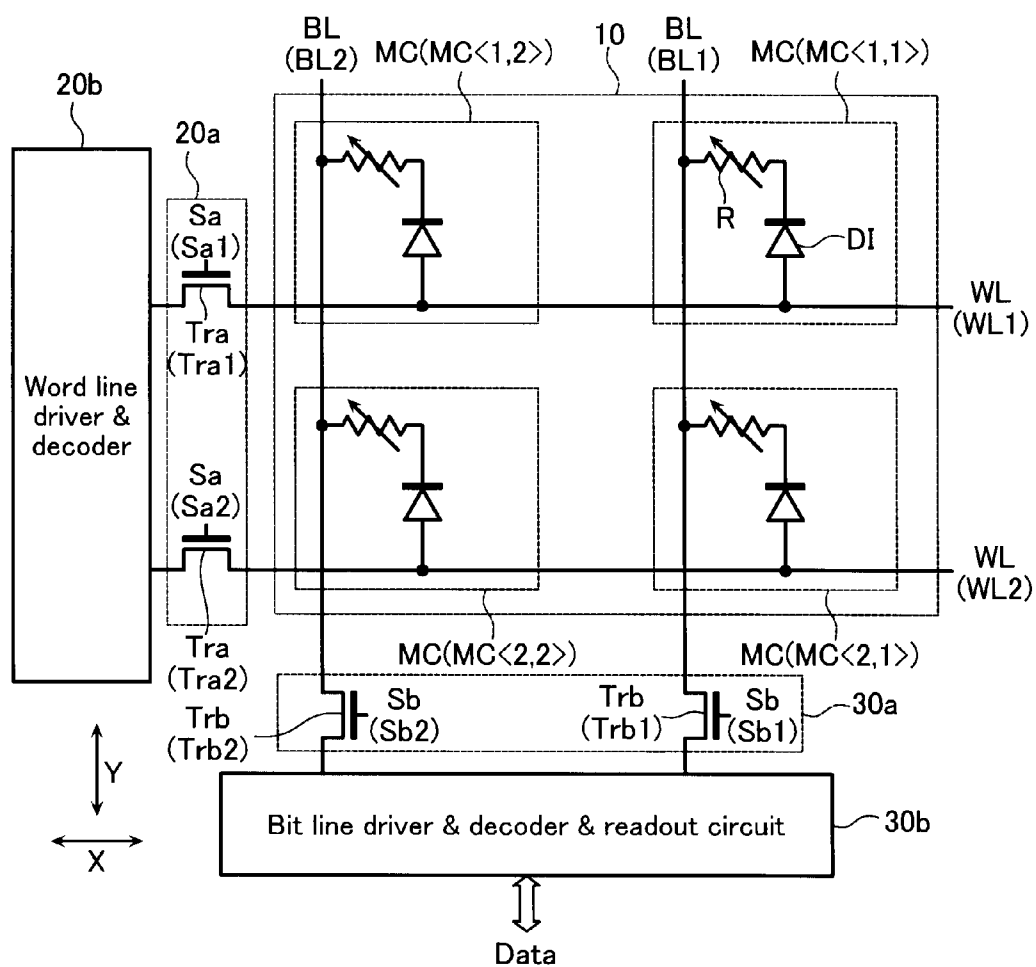 BL
(BL2)
MC(MC<1,2>)
10
BL
(BL1)
MC(MC<1,1>)
20b
20a
Sa
(Sa1)
R
DI
Tra
(Tra1)
WL
(WL1)
Word line
driver &
decoder
Sa
(Sa2)
WL
(WL2)
Tra
(Tra2)
MC(MC<2,2>)
MC(MC<2,1>)
Trb
(Trb2)
Sb
(Sb2)
Trb
(Trb1)
Sb
(Sb1)
30a
Y
X
Bit line driver & decoder & readout circuit
30b
Data